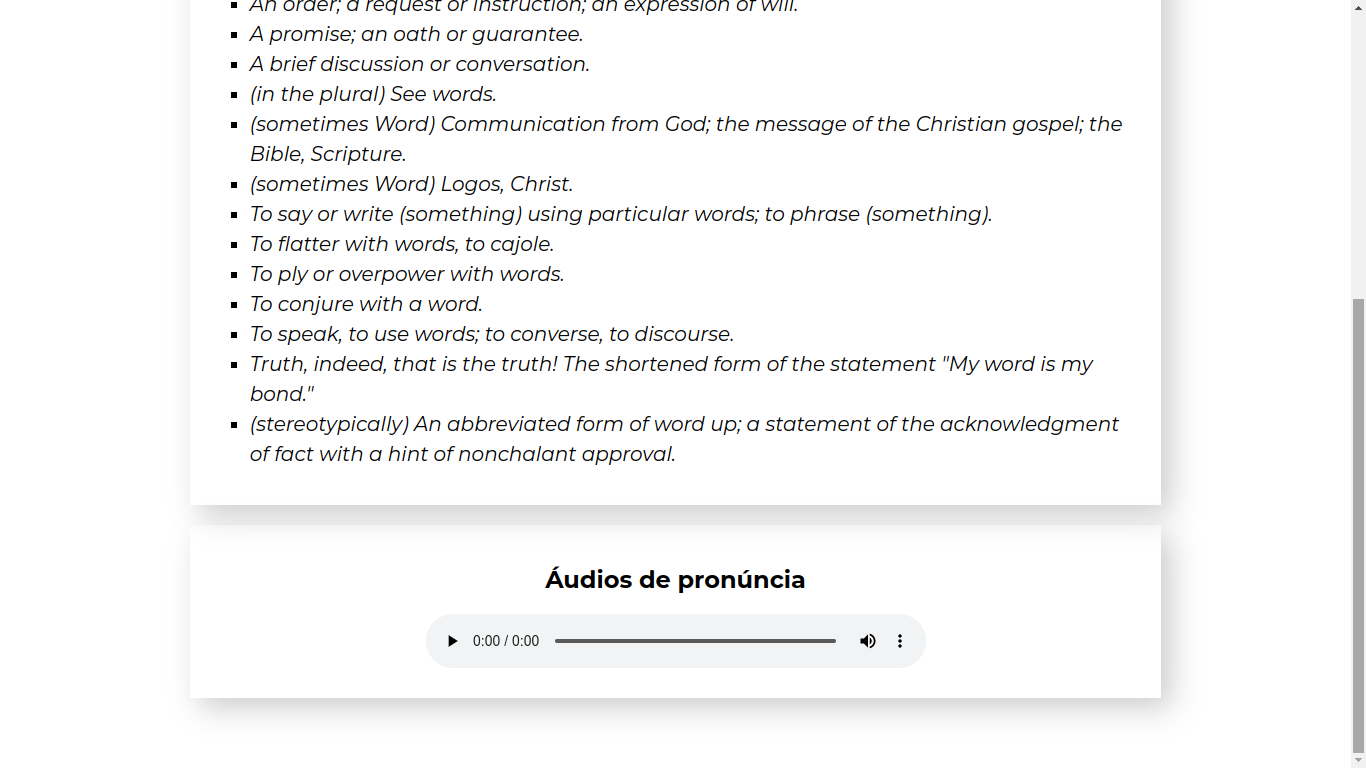 An order; a request or instruction; an expression of will.
A promise; an oath or guarantee.
A brief discussion or conversation.
(in the plural) See words.
(sometimes Word) Communication from God; the message of the Christian gospel; the
Bible, Scripture.
(sometimes Word) Logos, Christ.
To say or write (something) using particular words; to phrase (something).
To flatter with words, to cajole.
To ply or overpower with words.
To conjure with a word.
To speak, to use words; to converse, to discourse.
Truth, indeed, that is the truth! The shortened form of the statement "My word is my
bond."
(stereotypically) An abbreviated form of word up; a statement of the acknowledgment
of fact with a hint of nonchalant approval.
Áudios de pronúncia
0:00 / 0:00